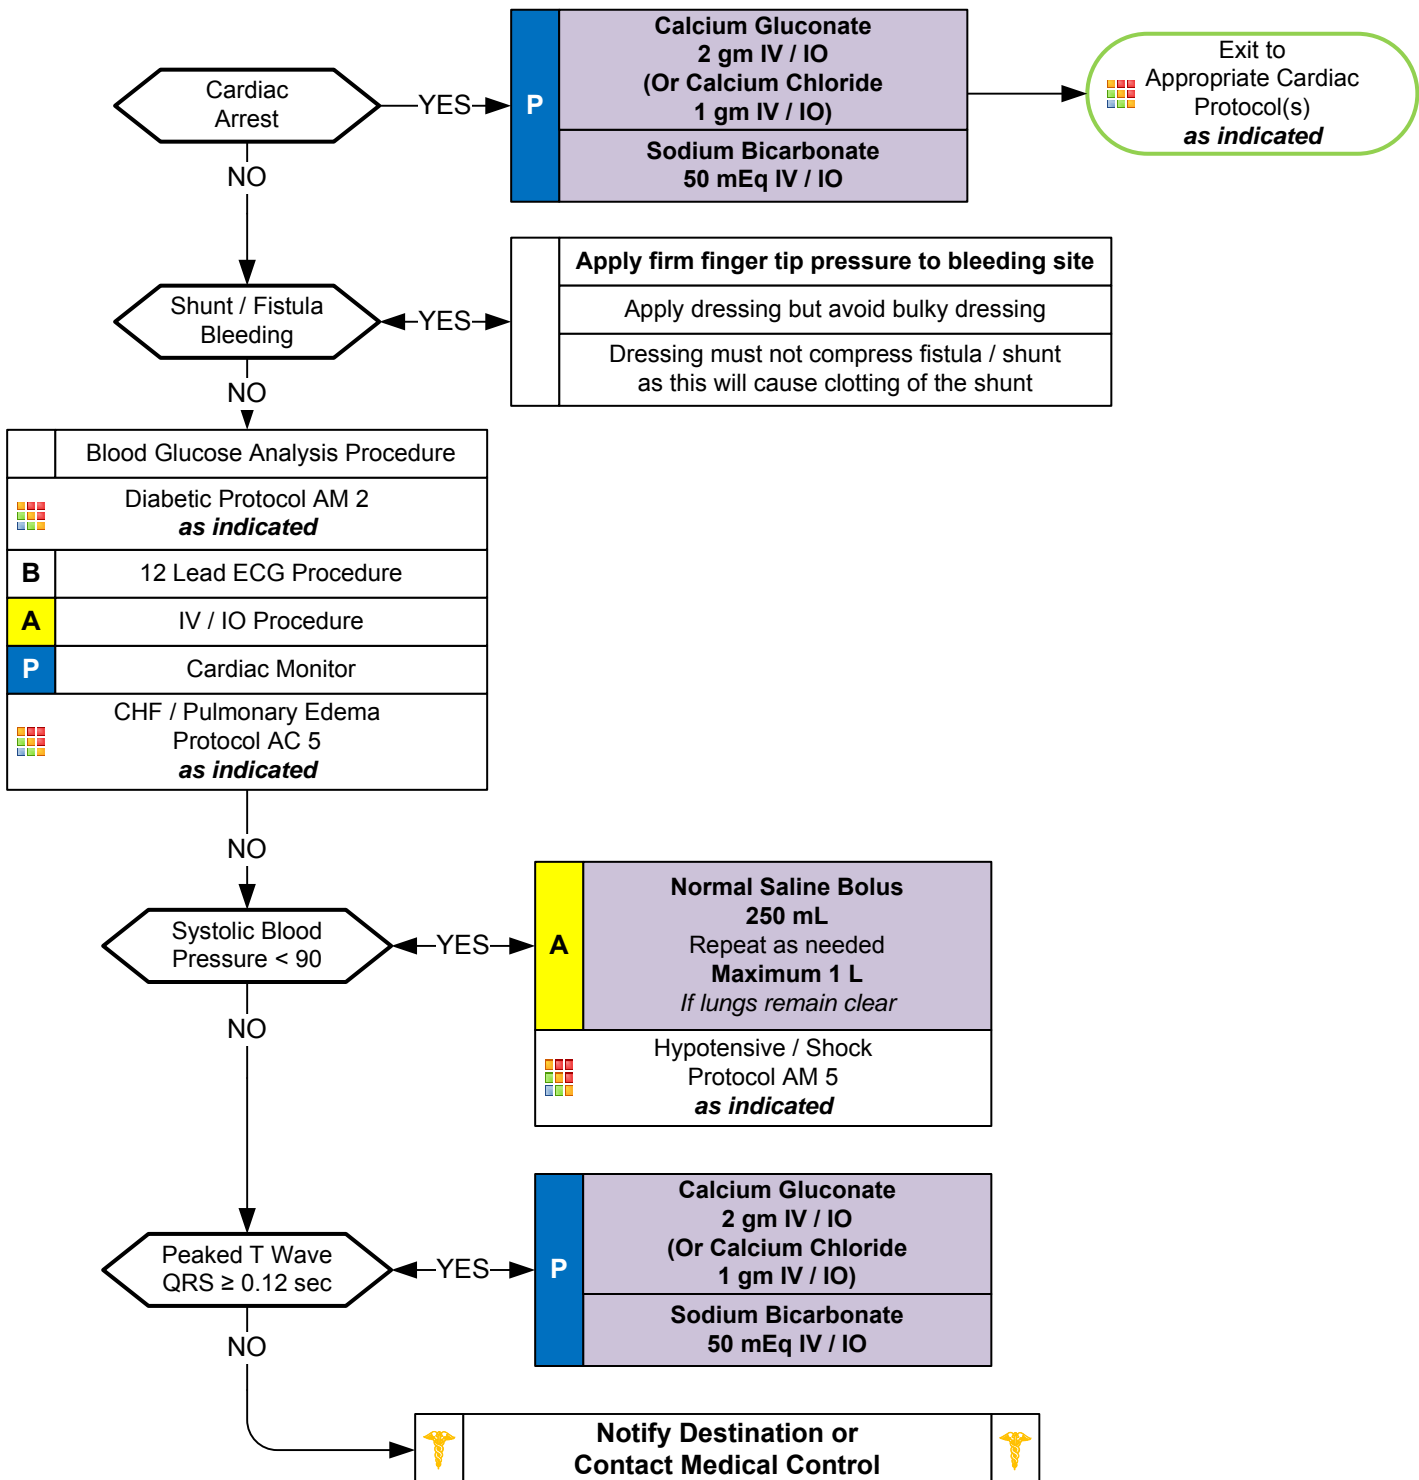 Cardiac
Arrest
YES
P
Calcium Gluconate
2 gm IV / IO
(Or Calcium Chloride
1 gm IV / IO)
Sodium Bicarbonate
50 mEq IV / IO
Exit to
Appropriate Cardiac
Protocol(s)
as indicated
NO
Shunt / Fistula
Bleeding
YES
Apply firm finger tip pressure to bleeding site
Apply dressing but avoid bulky dressing
Dressing must not compress fistula / shunt
as this will cause clotting of the shunt
NO
Blood Glucose Analysis Procedure
Diabetic Protocol AM 2
as indicated
B
12 Lead ECG Procedure
A
IV / IO Procedure
P
Cardiac Monitor
CHF / Pulmonary Edema
Protocol AC 5
as indicated
NO
Systolic Blood
Pressure < 90
YES
A
Normal Saline Bolus
250 mL
Repeat as needed
Maximum 1 L
If lungs remain clear
Hypotensive / Shock
Protocol AM 5
as indicated
NO
Peaked T Wave
QRS ≥ 0.12 sec
YES
P
Calcium Gluconate
2 gm IV / IO
(Or Calcium Chloride
1 gm IV / IO)
Sodium Bicarbonate
50 mEq IV / IO
NO
Notify Destination or
Contact Medical Control